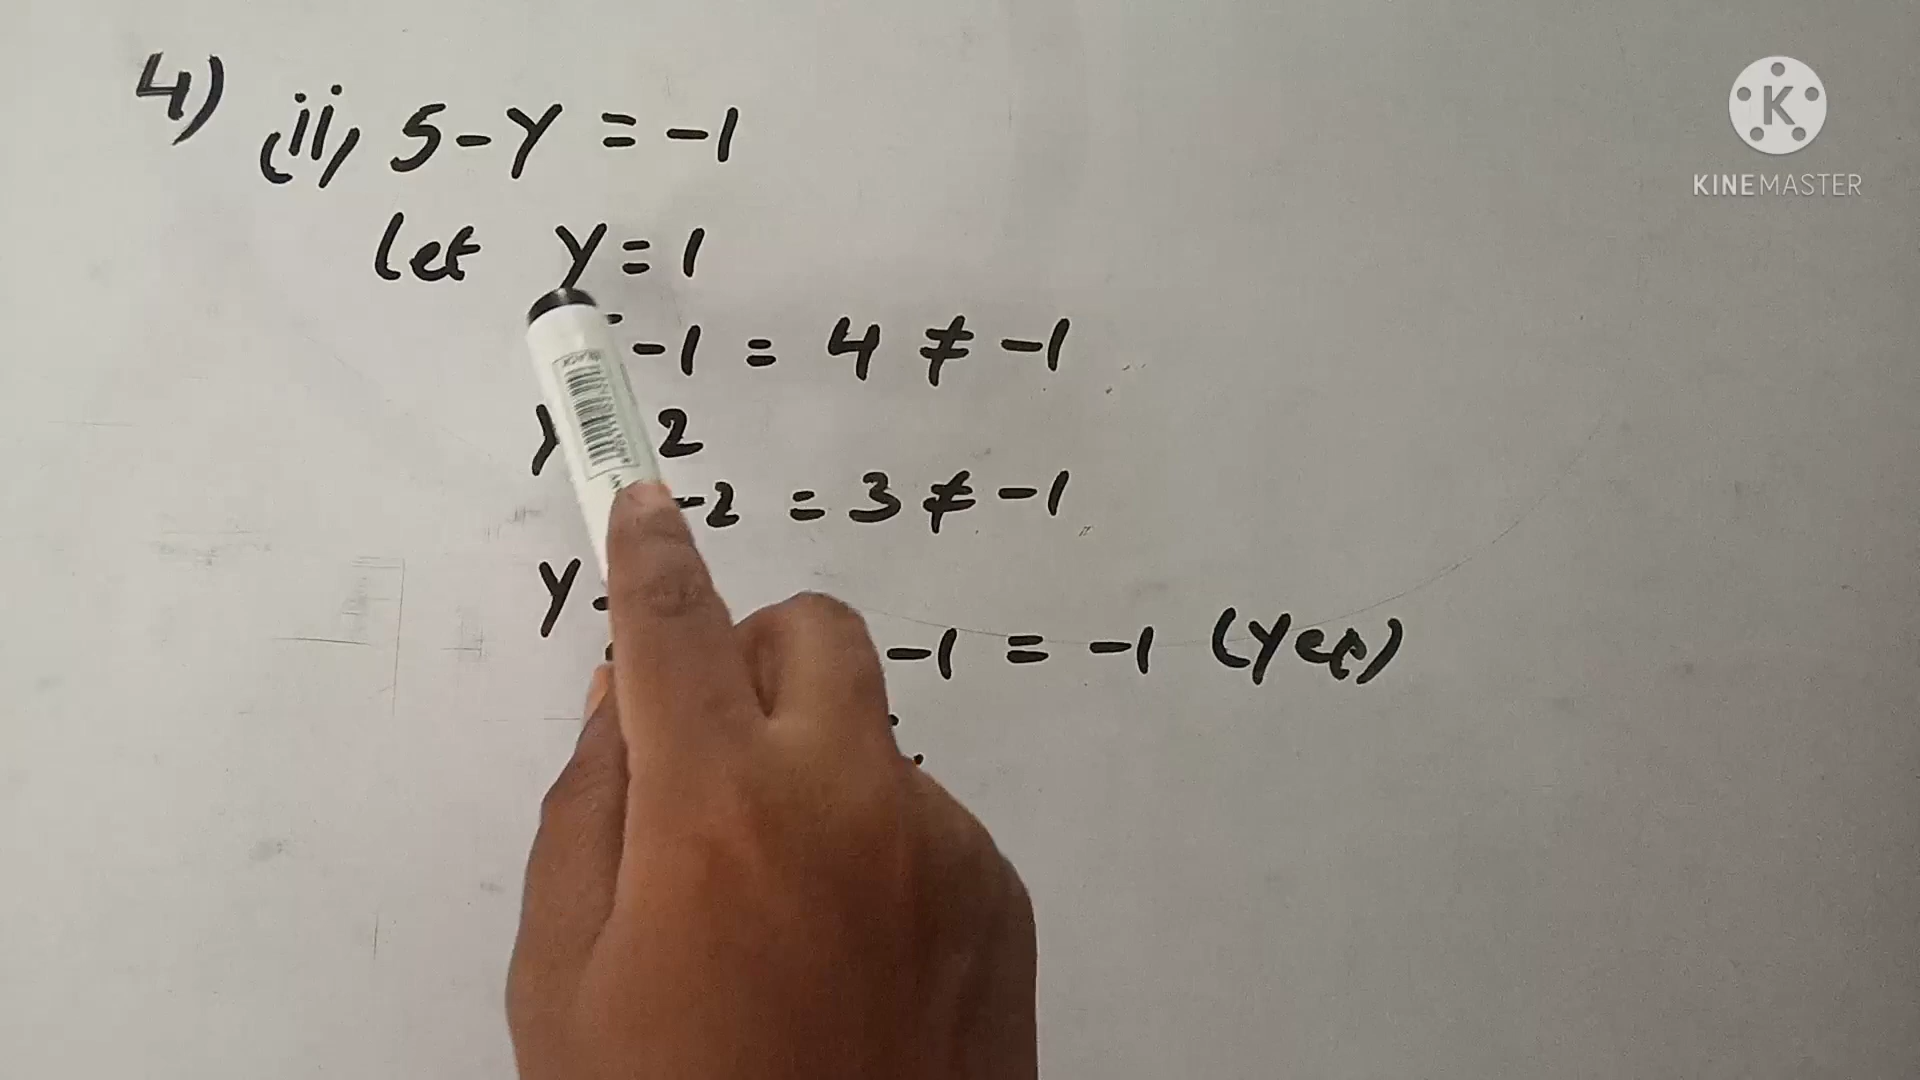 4) (ii) 5-y = -1
let y = 1
-1 = 4 ≠ -1
y 2
-2 = 3 ≠ -1
y =
-1 = -1 (Yes)
K
KINEMASTER